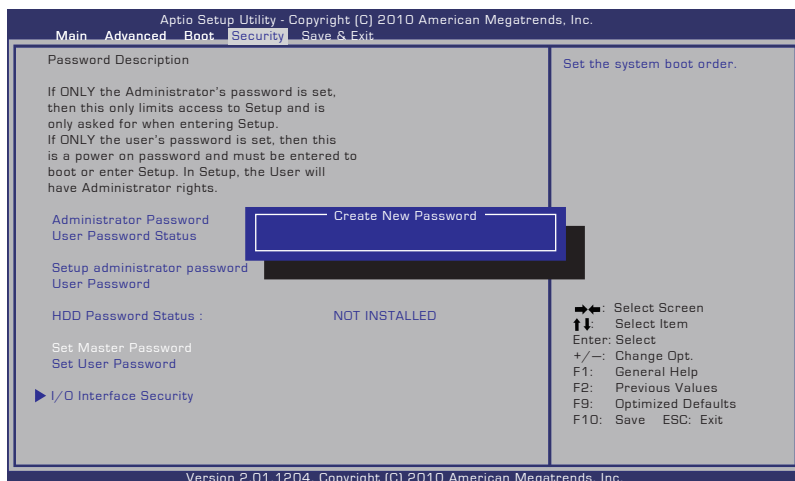 Aptio Setup Utility - Copyright (C) 2010 American Megatrends, Inc.
Main Advanced Boot Security Save & Exit
Password Description
If ONLY the Administrator's password is set,
then this only limits access to Setup and is
only asked for when entering Setup.
If ONLY the user's password is set, then this
is a power on password and must be entered to
boot or enter Setup. In Setup, the User will
have Administrator rights.
Administrator Password
User Password Status
Create New Password
Setup administrator password
User Password
HDD Password Status : NOT INSTALLED
Set Master Password
Set User Password
I/O Interface Security
Set the system boot order.
→←: Select Screen
↑↓: Select Item
Enter: Select
+/—: Change Opt.
F1: General Help
F2: Previous Values
F9: Optimized Defaults
F10: Save ESC: Exit
Version 2.01.1204. Copyright (C) 2010 American Megatrends, Inc.